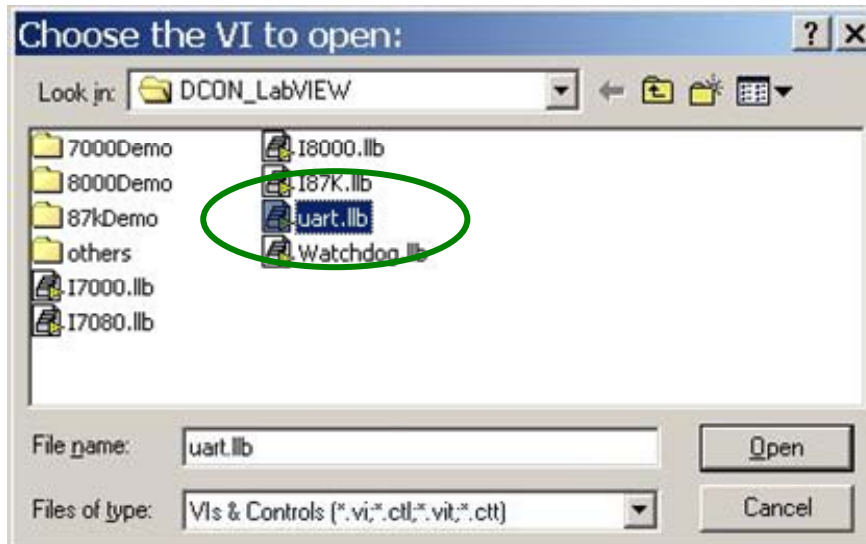 Choose the VI to open:
Look in: DCON_LabVIEW
7000Demo
8000Demo
87kDemo
others
I7000.llb
I7080.llb
I8000.llb
I87K.llb
uart.llb
Watchdog.llb
File name: uart.llb Open
Files of type: VIs & Controls (*.vi;*.ctl;*.vit;*.ctt) Cancel